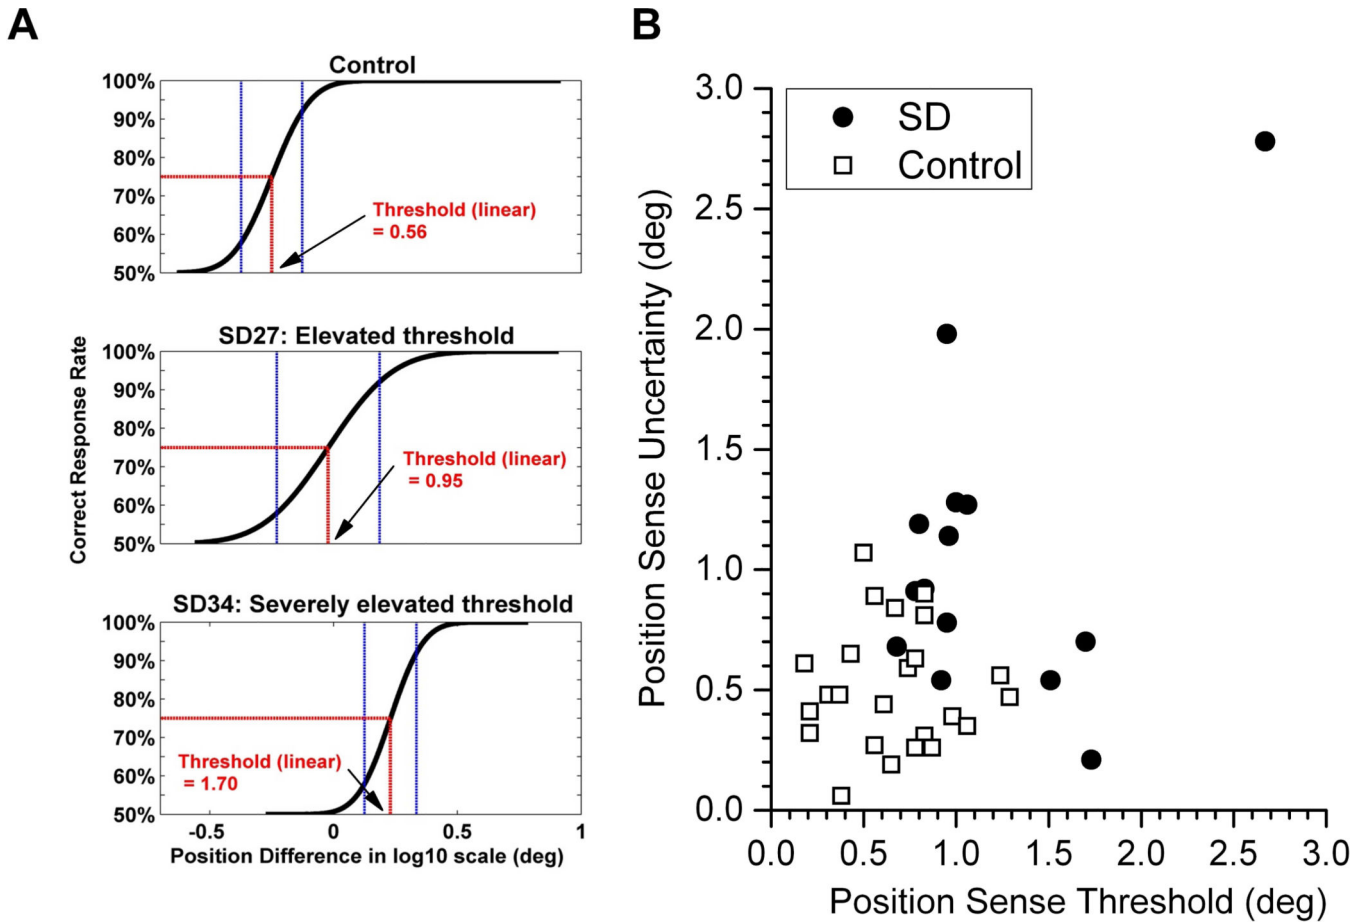 A
Control
100%
90%
80%
70%
60%
50%
Threshold (linear)
= 0.56
SD27: Elevated threshold
100%
90%
80%
70%
60%
50%
Threshold (linear)
= 0.95
Correct Response Rate
SD34: Severely elevated threshold
100%
90%
80%
70%
60%
50%
Threshold (linear)
= 1.70
-0.5 0 0.5 1
Position Difference in log10 scale (deg)
B
SD
Control
3.0
2.5
2.0
1.5
1.0
0.5
0.0
Position Sense Uncertainty (deg)
0.0 0.5 1.0 1.5 2.0 2.5 3.0
Position Sense Threshold (deg)